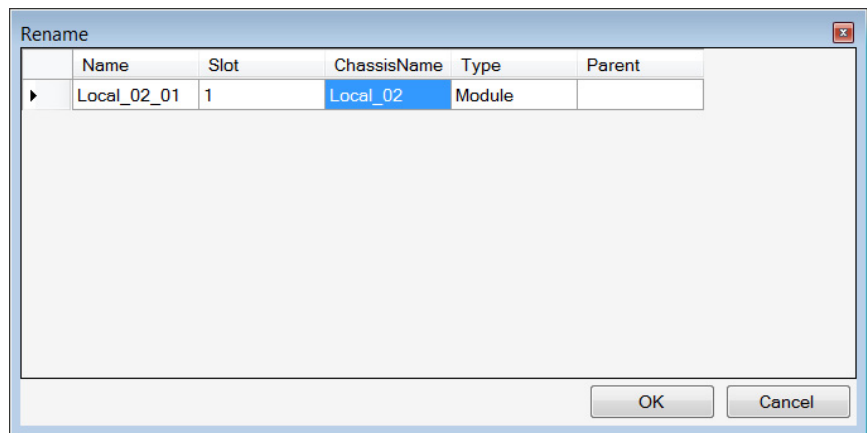 Rename
Name Slot ChassisName Type Parent
Local_02_01 1 Local_02 Module
OK Cancel